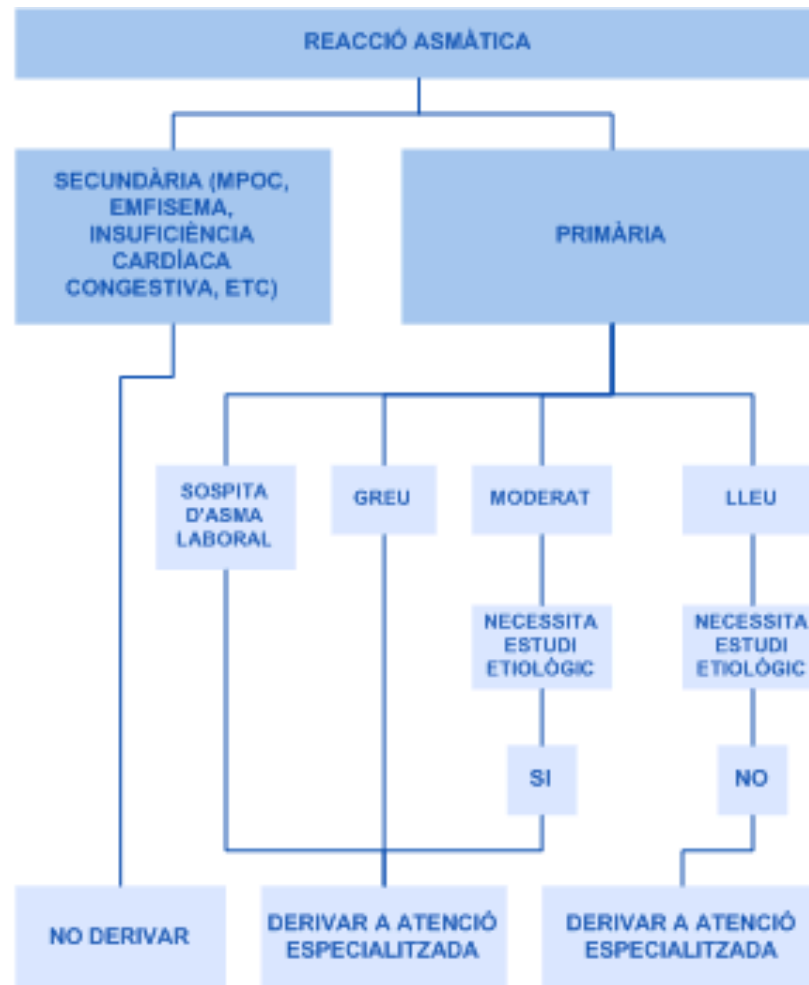 REACCIÓ ASMÀTICA
SECUNDÀRIA (MPOC,
EMFISEMA,
INSUFICIÈNCIA
CARDÍACA
CONGESTIVA, ETC)
PRIMÀRIA
SOSPITA
D'ASMA
LABORAL
GREU
MODERAT
LLEU
NECESSITA
ESTUDI
ETIOLÒGIC
NECESSITA
ESTUDI
ETIOLÒGIC
SI
NO
NO DERIVAR
DERIVAR A ATENCIÓ
ESPECIALITZADA
DERIVAR A ATENCIÓ
ESPECIALITZADA